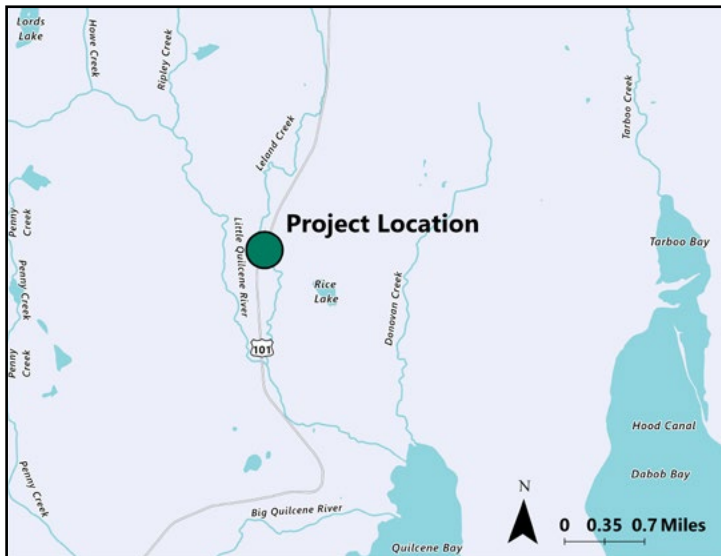 Lords
Lake
Howe Creek
Ripley Creek
Leland Creek
Tarboo Creek
Penny
Creek
Little Quilcene River
Project Location
Tarboo Bay
Penny Creek
Rice
Lake
Donavan Creek
Penny
Creek
101
Hood Canal
Dabob Bay
Penny Creek
Big Quilcene River
Quilcene Bay
N
0 0.35 0.7 Miles